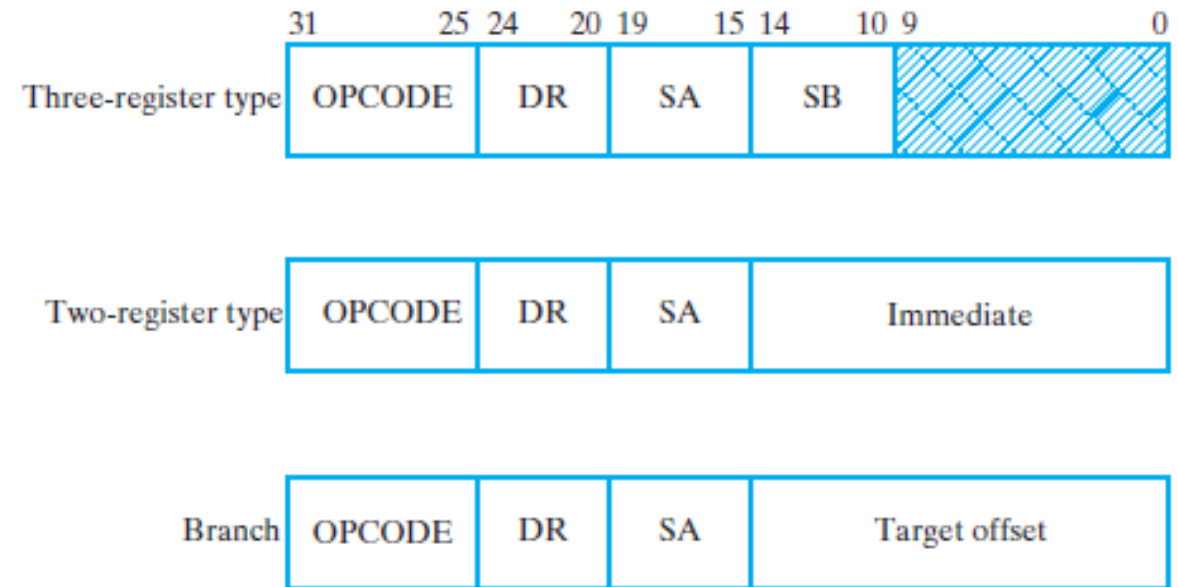 31 25 24 20 19 15 14 10 9 0
Three-register type OPCODE DR SA SB
Two-register type OPCODE DR SA Immediate
Branch OPCODE DR SA Target offset